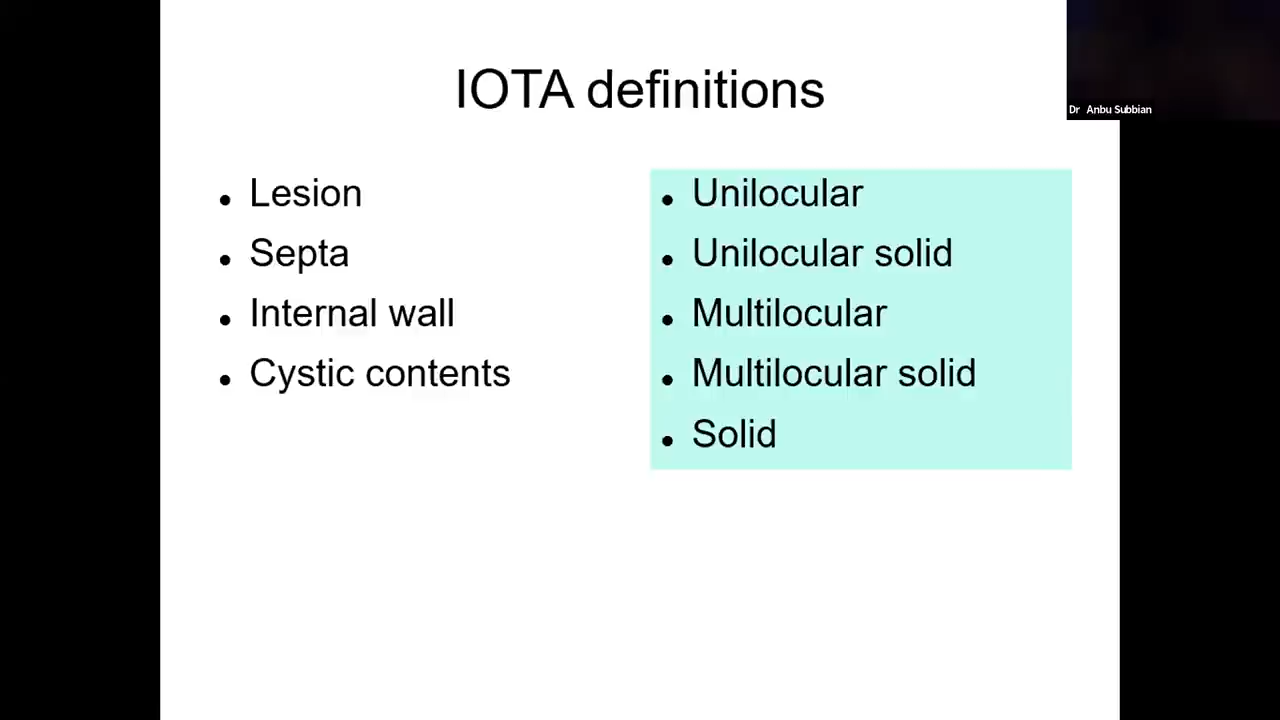 IOTA definitions
Dr Anbu Subbian
• Lesion
• Septa
• Internal wall
• Cystic contents
• Unilocular
• Unilocular solid
• Multilocular
• Multilocular solid
• Solid